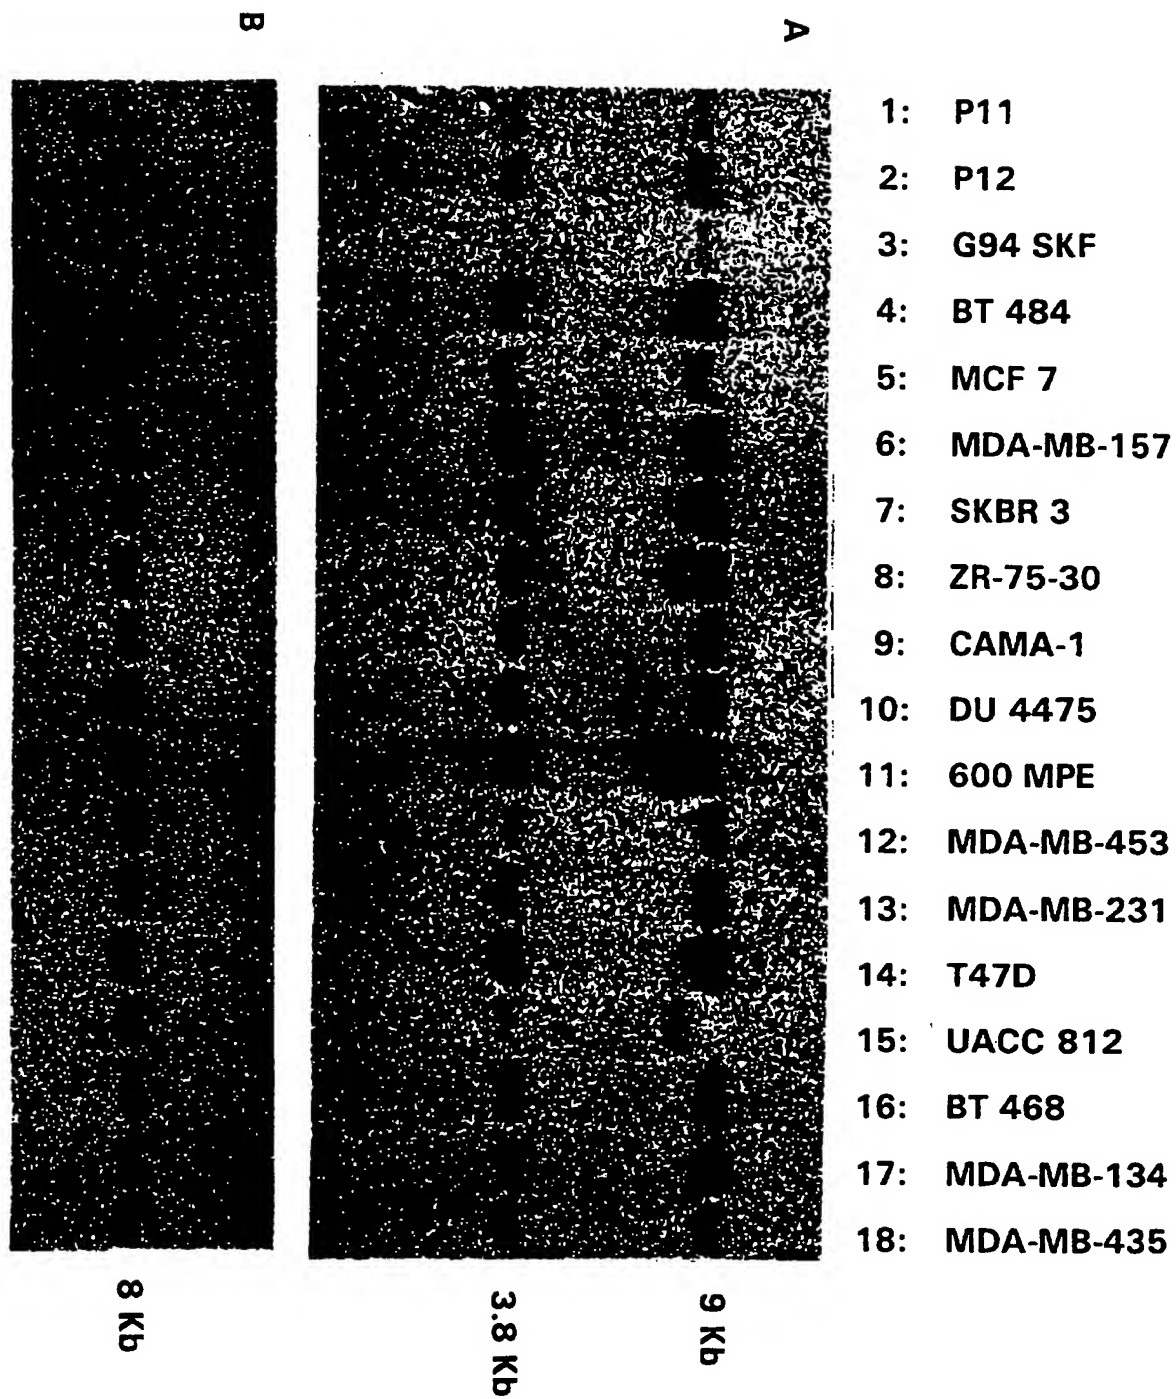 B
A
1: P11
2: P12
3: G94 SKF
4: BT 484
5: MCF 7
6: MDA-MB-157
7: SKBR 3
8: ZR-75-30
9: CAMA-1
10: DU 4475
11: 600 MPE
12: MDA-MB-453
13: MDA-MB-231
14: T47D
15: UACC 812
16: BT 468
17: MDA-MB-134
18: MDA-MB-435
8 Kb
3.8 Kb
9 Kb